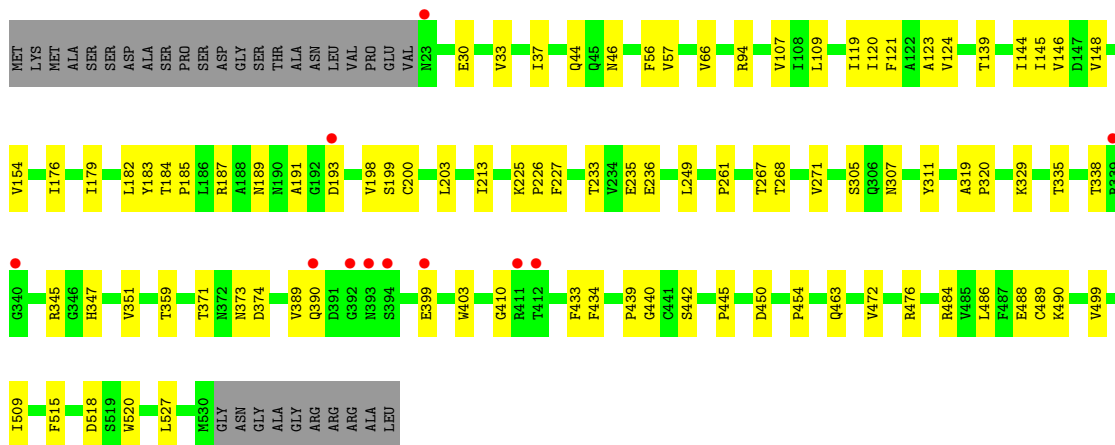 MET LYS MET ALA SER SER ASP ALA SER PRO SER ASP GLY SER THR ALA ASN LEU VAL PRO GLU VAL N23 E30 V33 I37 Q44 Q45 N46 F56 V57 V66 R94 V107 I108 L109 I119 I120 F121 A122 A123 V124 T139 I144 I145 V146 D147 V148
V154 I176 I179 L182 Y183 T184 P185 L186 R187 A188 N189 N190 A191 G192 D193 V198 S199 C200 L203 I213 K225 P226 F227 T233 V234 E235 E236 L249 P261 T267 T268 V271 S305 Q306 N307 Y311 A319 P320 K329 T335 T338 R339
G340 R345 G346 H347 V351 T359 T371 N372 N373 D374 V389 Q390 D391 G392 N393 S394 E399 W403 G410 R411 T412 F433 F434 P439 G440 C441 S442 P445 D450 P454 Q463 V472 R476 R484 V485 L486 F487 E488 C489 K490 V499
I509 F515 D518 S519 W520 L527 M530 GLY ASN GLY ALA GLY ARG ARG ARG ALA LEU